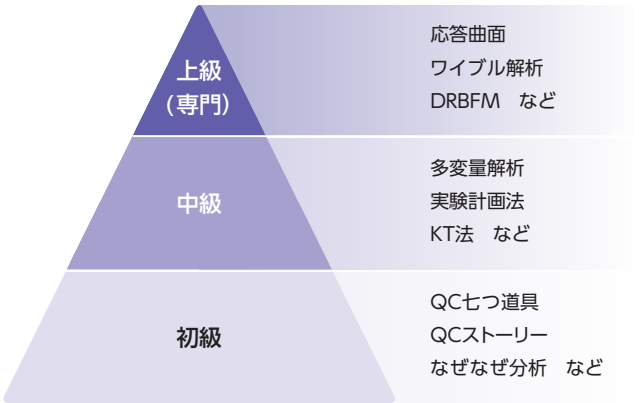 上級
(専門)
応答曲面
ワイブル解析
DRBFM　など
中級
多変量解析
実験計画法
KT法　など
初級
QC七つ道具
QCストーリー
なぜなぜ分析　など